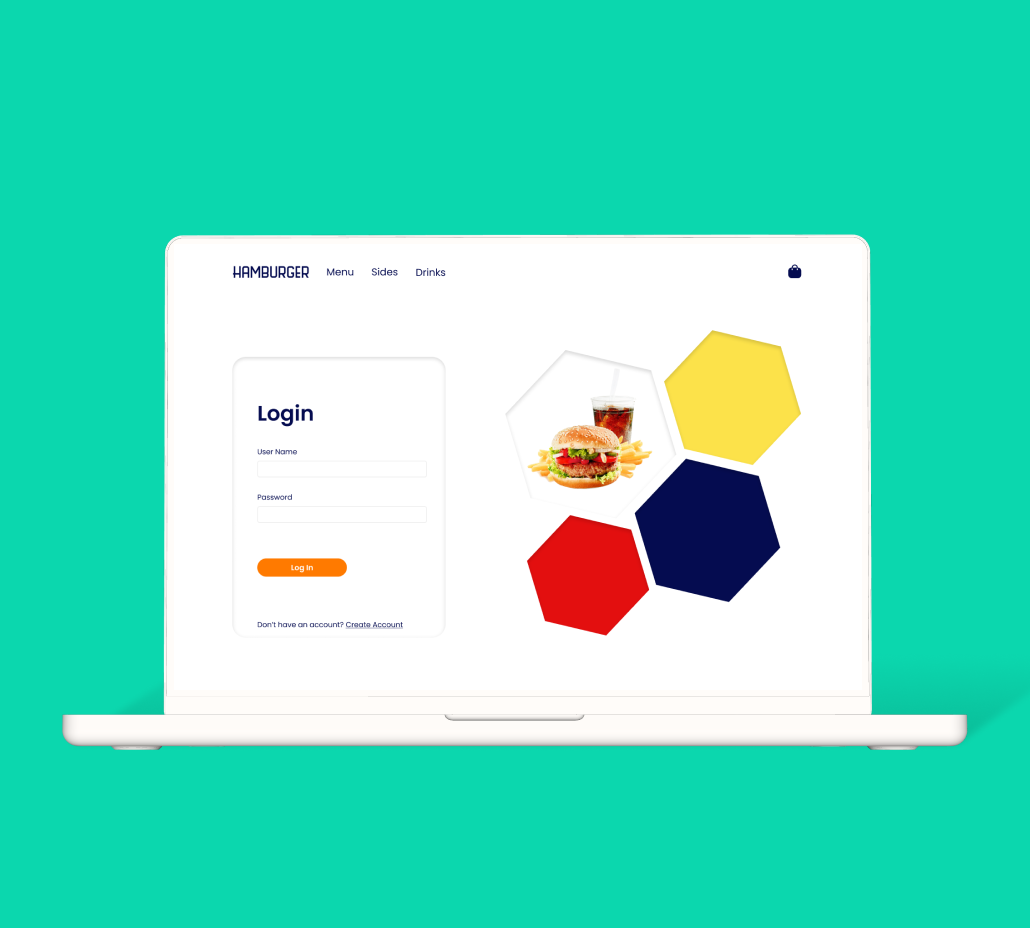 HAMBURGER Menu Sides Drinks
Login
User Name
Password
Log In
Don't have an account? Create Account